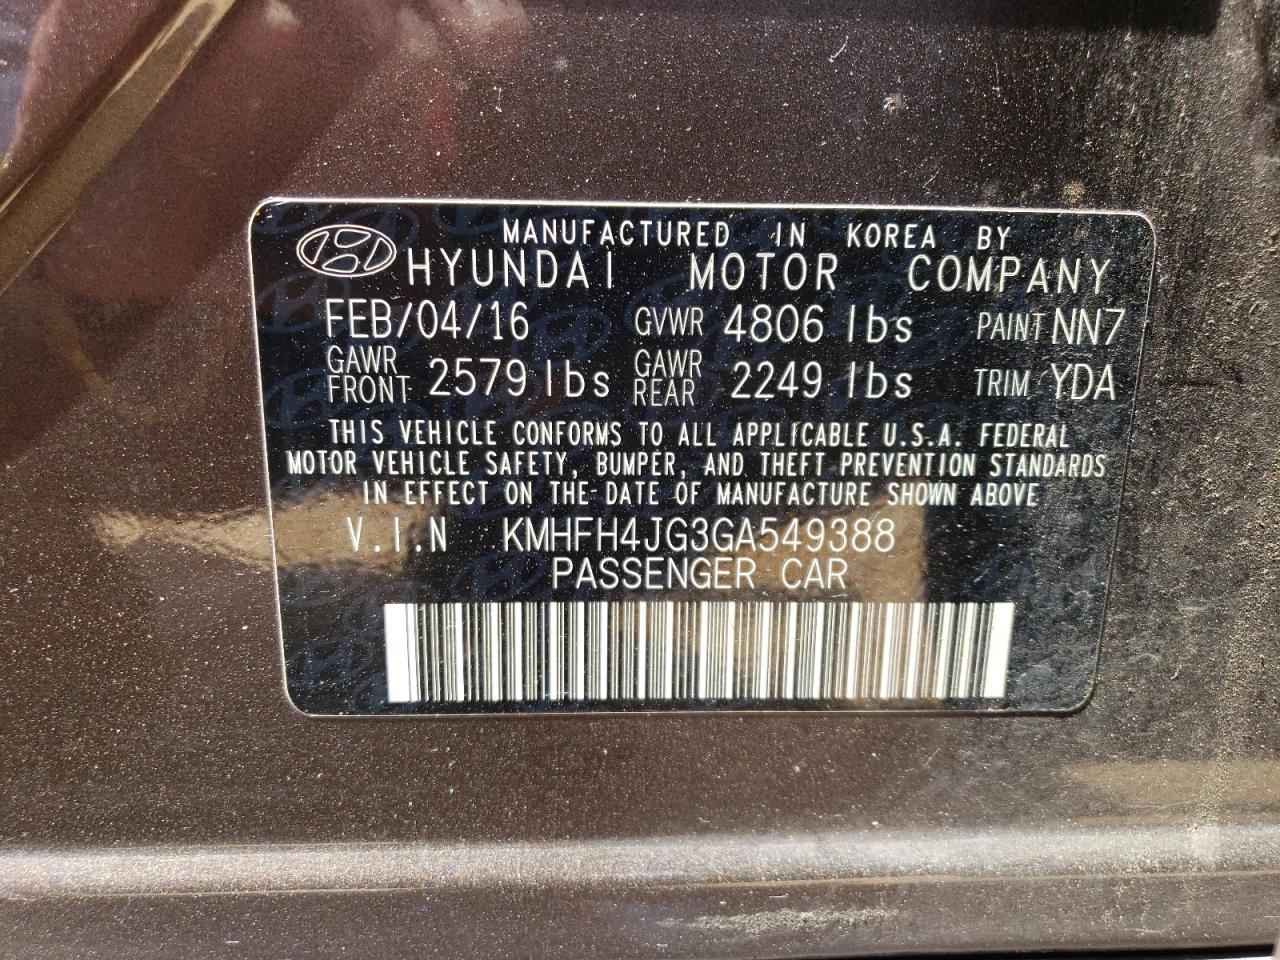 MANUFACTURED IN KOREA BY
HYUNDAI MOTOR COMPANY
FEB/04/16 GVWR 4806 lbs PAINT NN7
GAWR FRONT 2579 lbs GAWR REAR 2249 lbs TRIM YDA
THIS VEHICLE CONFORMS TO ALL APPLICABLE U.S.A. FEDERAL
MOTOR VEHICLE SAFETY, BUMPER, AND THEFT PREVENTION STANDARDS
IN EFFECT ON THE DATE OF MANUFACTURE SHOWN ABOVE
V.I.N KMHFH4JG3GA549388
PASSENGER CAR